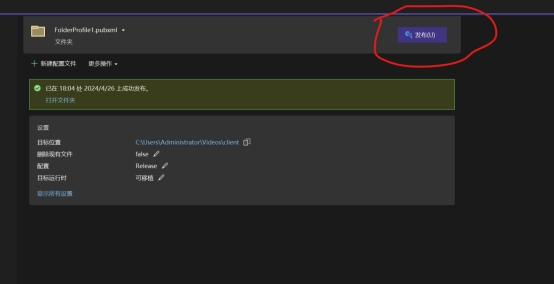 FolderProfile1.pubxml
文件夹
发布(U)
新建配置文件 更多操作
已在 18:04 处 2024/4/26 上成功发布。
打开文件夹
设置
目标位置 C:\Users\Administrator\Videos\client
删除现有文件 false
配置 Release
目标运行时 可移植
显示所有设置